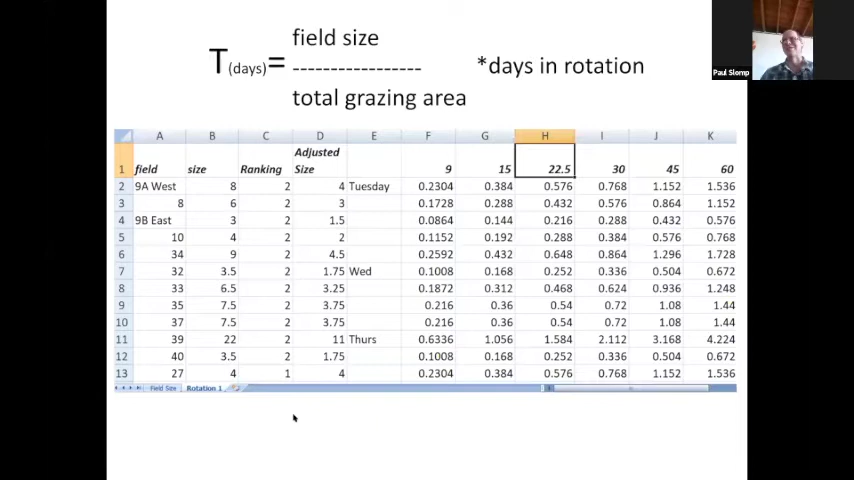 field size
T(days)= ----------------- *days in rotation
total grazing area
Paul Slomp
A B C D E F G H I J K
1 field size Ranking Adjusted Size 9 15 22.5 30 45 60
2 9A West 8 2 4 Tuesday 0.2304 0.384 0.576 0.768 1.152 1.536
3 8 6 2 3 0.1728 0.288 0.432 0.576 0.864 1.152
4 9B East 3 2 1.5 0.0864 0.144 0.216 0.288 0.432 0.576
5 10 4 2 2 0.1152 0.192 0.288 0.384 0.576 0.768
6 34 9 2 4.5 0.2592 0.432 0.648 0.864 1.296 1.728
7 32 3.5 2 1.75 Wed 0.1008 0.168 0.252 0.336 0.504 0.672
8 33 6.5 2 3.25 0.1872 0.312 0.468 0.624 0.936 1.248
9 35 7.5 2 3.75 0.216 0.36 0.54 0.72 1.08 1.44
10 37 7.5 2 3.75 0.216 0.36 0.54 0.72 1.08 1.44
11 39 22 2 11 Thurs 0.6336 1.056 1.584 2.112 3.168 4.224
12 40 3.5 2 1.75 0.1008 0.168 0.252 0.336 0.504 0.672
13 27 4 1 4 0.2304 0.384 0.576 0.768 1.152 1.536
Field Size Rotation 1